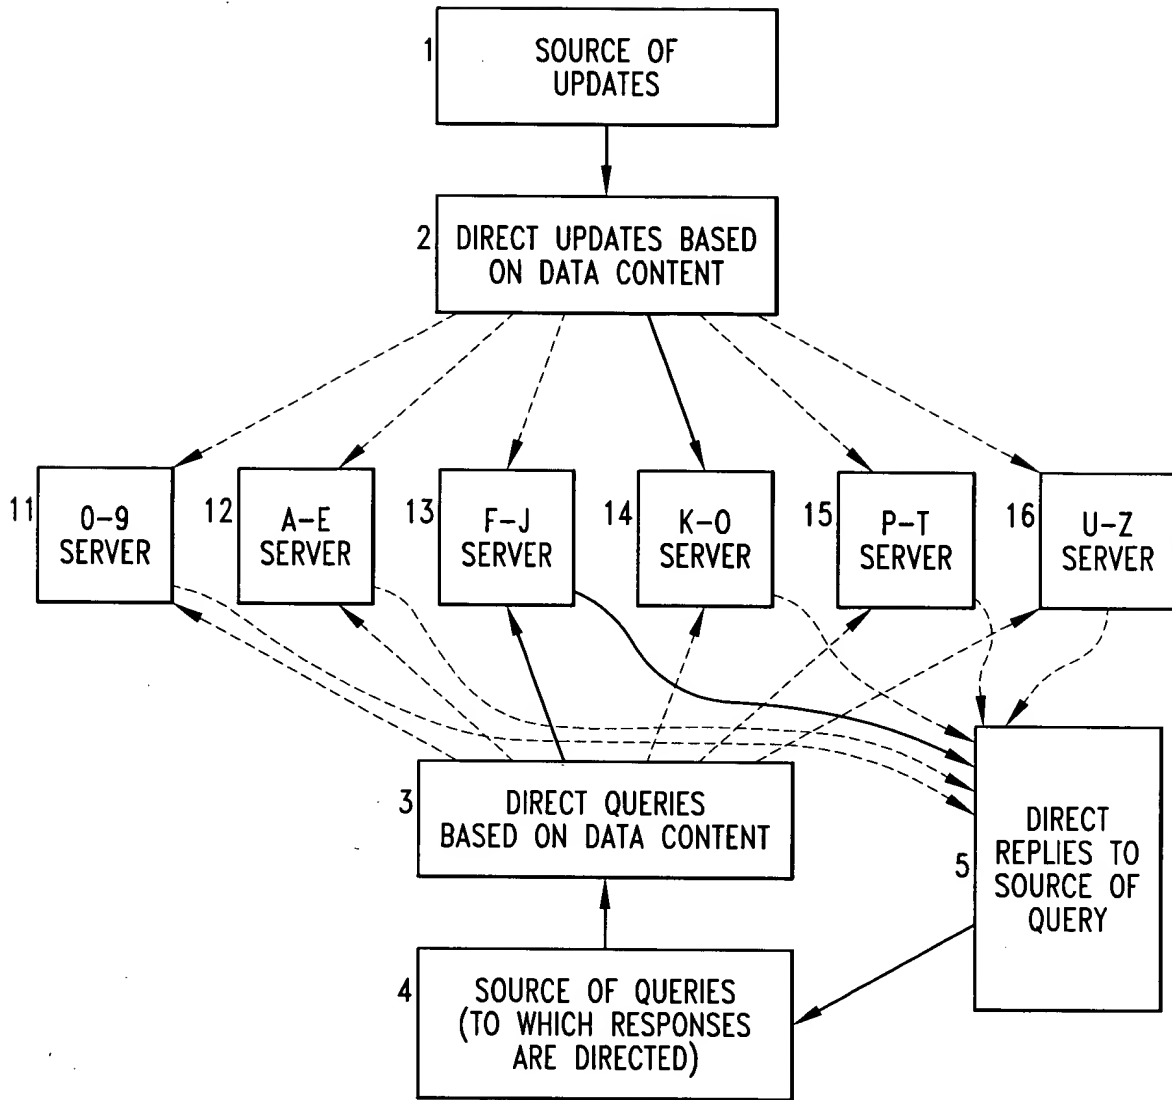 1
SOURCE OF
UPDATES
2
DIRECT UPDATES BASED
ON DATA CONTENT
11
0-9
SERVER
12
A-E
SERVER
13
F-J
SERVER
14
K-O
SERVER
15
P-T
SERVER
16
U-Z
SERVER
3
DIRECT QUERIES
BASED ON DATA CONTENT
5
DIRECT
REPLIES TO
SOURCE OF
QUERY
4
SOURCE OF QUERIES
(TO WHICH RESPONSES
ARE DIRECTED)